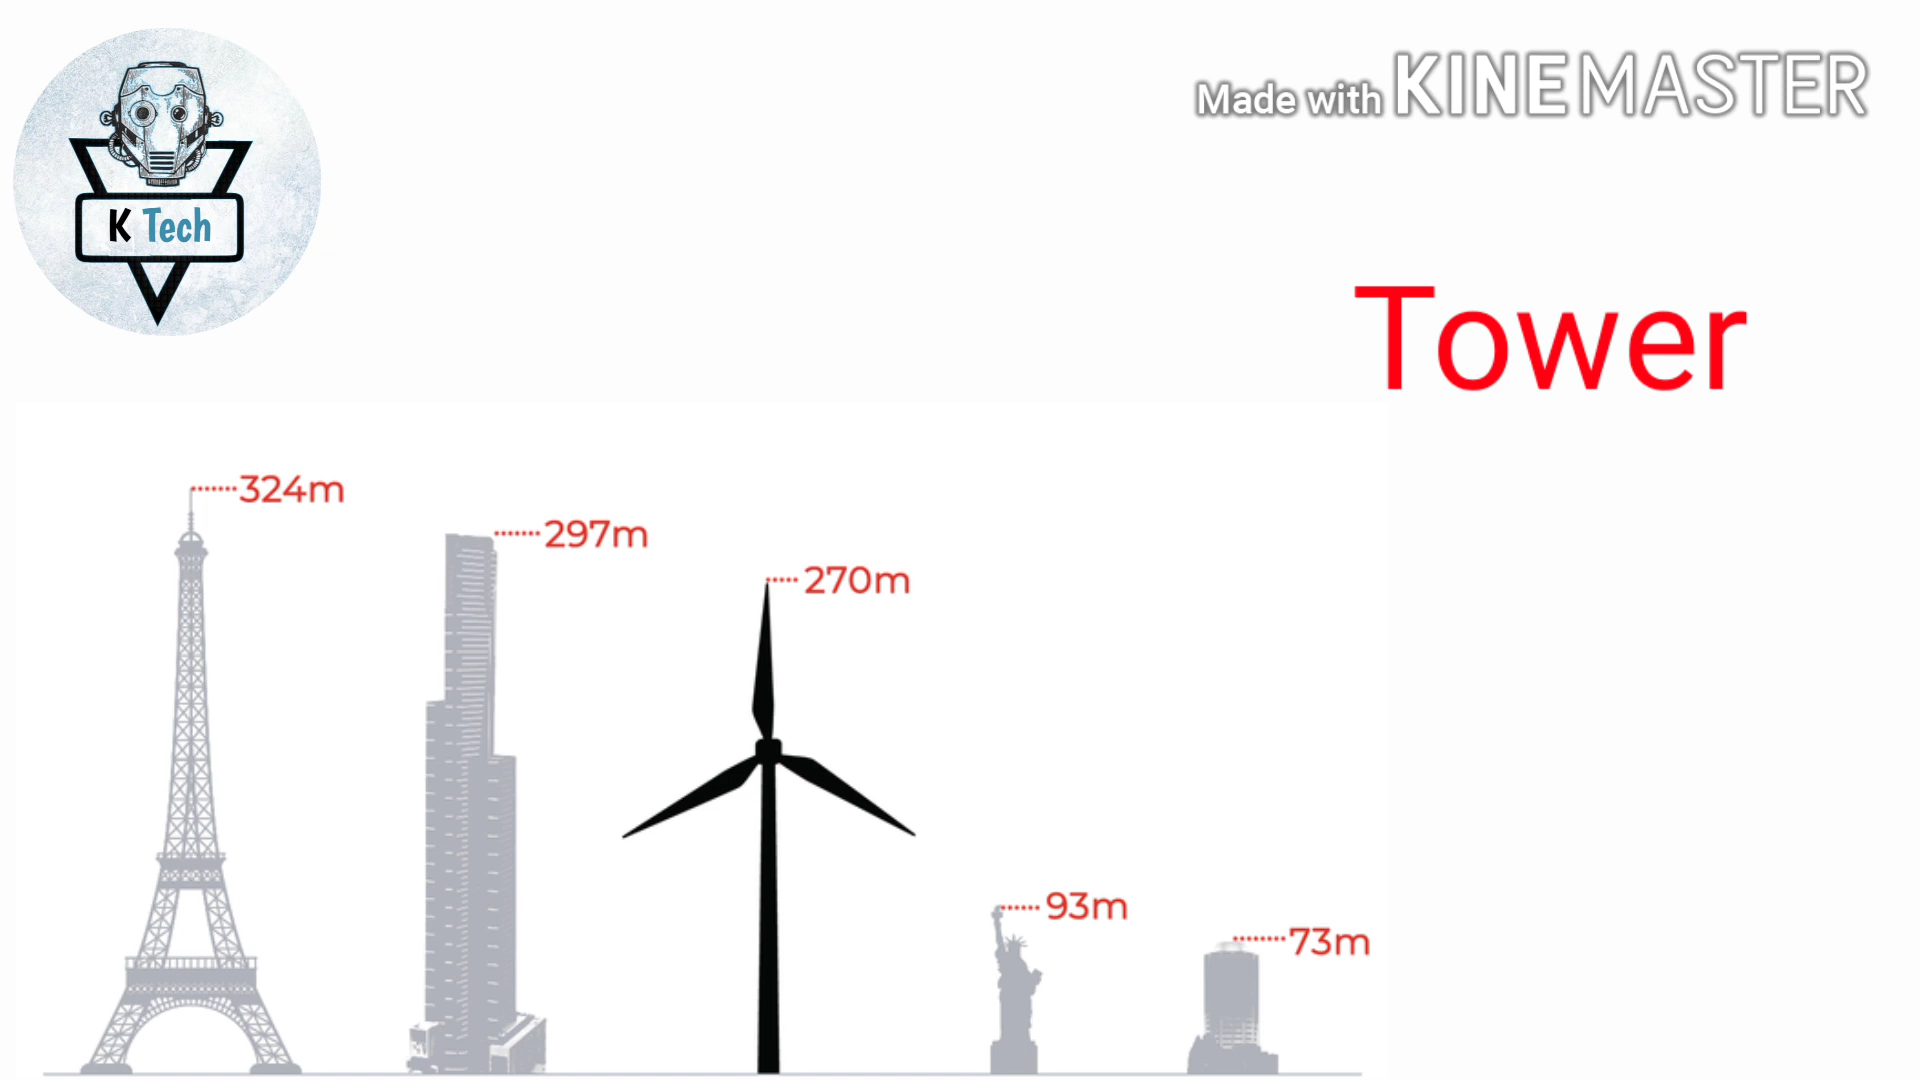 K Tech
Made with KINEMASTER
Tower
324m
297m
270m
93m
73m